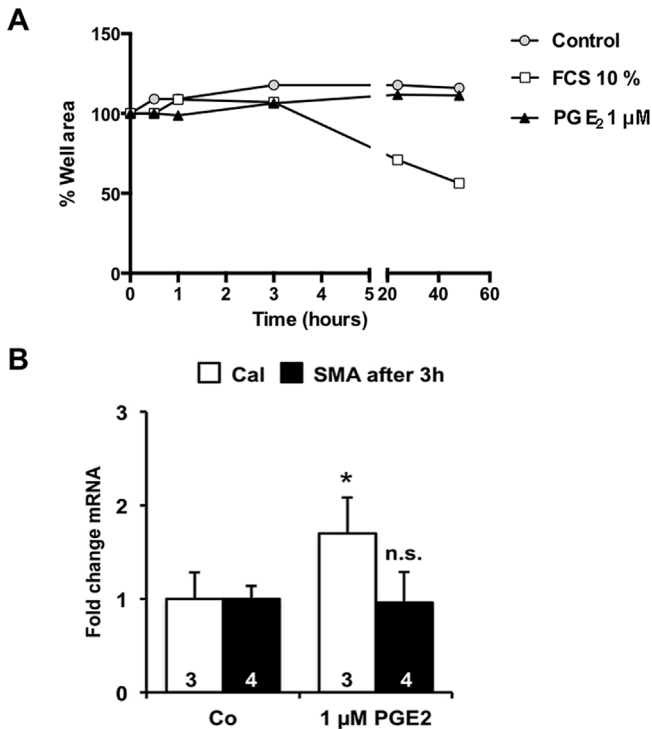 A
150
100
50
0
% Well area
0 1 2 3 4 5 20 40 60
Time (hours)
Control
FCS 10 %
PG E₂ 1 µM
B
Cal SMA after 3h
3
2
1
0
Fold change mRNA
*
n.s.
3 4 3 4
Co 1 µM PGE2